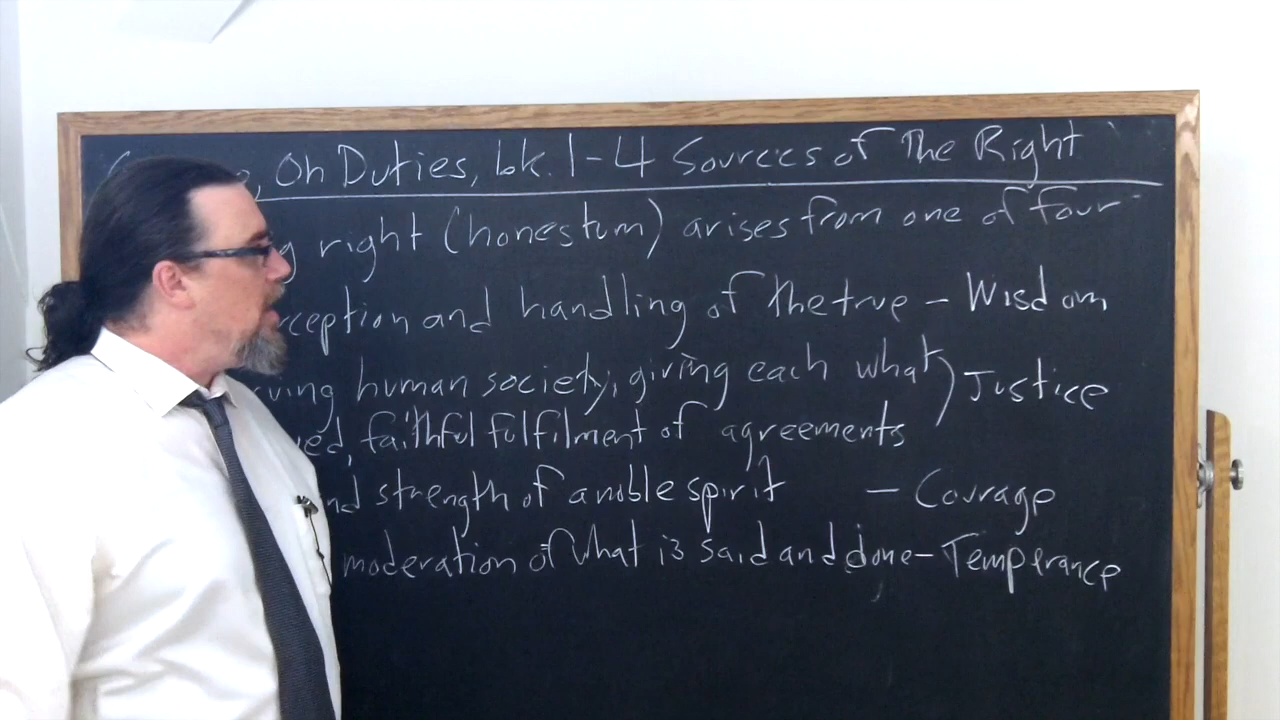 On Duties, bk. 1 - 4 Sources of The Right
right (honestum) arises from one of four
and handling of the true - Wisdom
human society, giving each what ) Justice
faithful fulfilment of agreements
strength of a noble spirit - Courage
moderation of what is said and done - Temperance